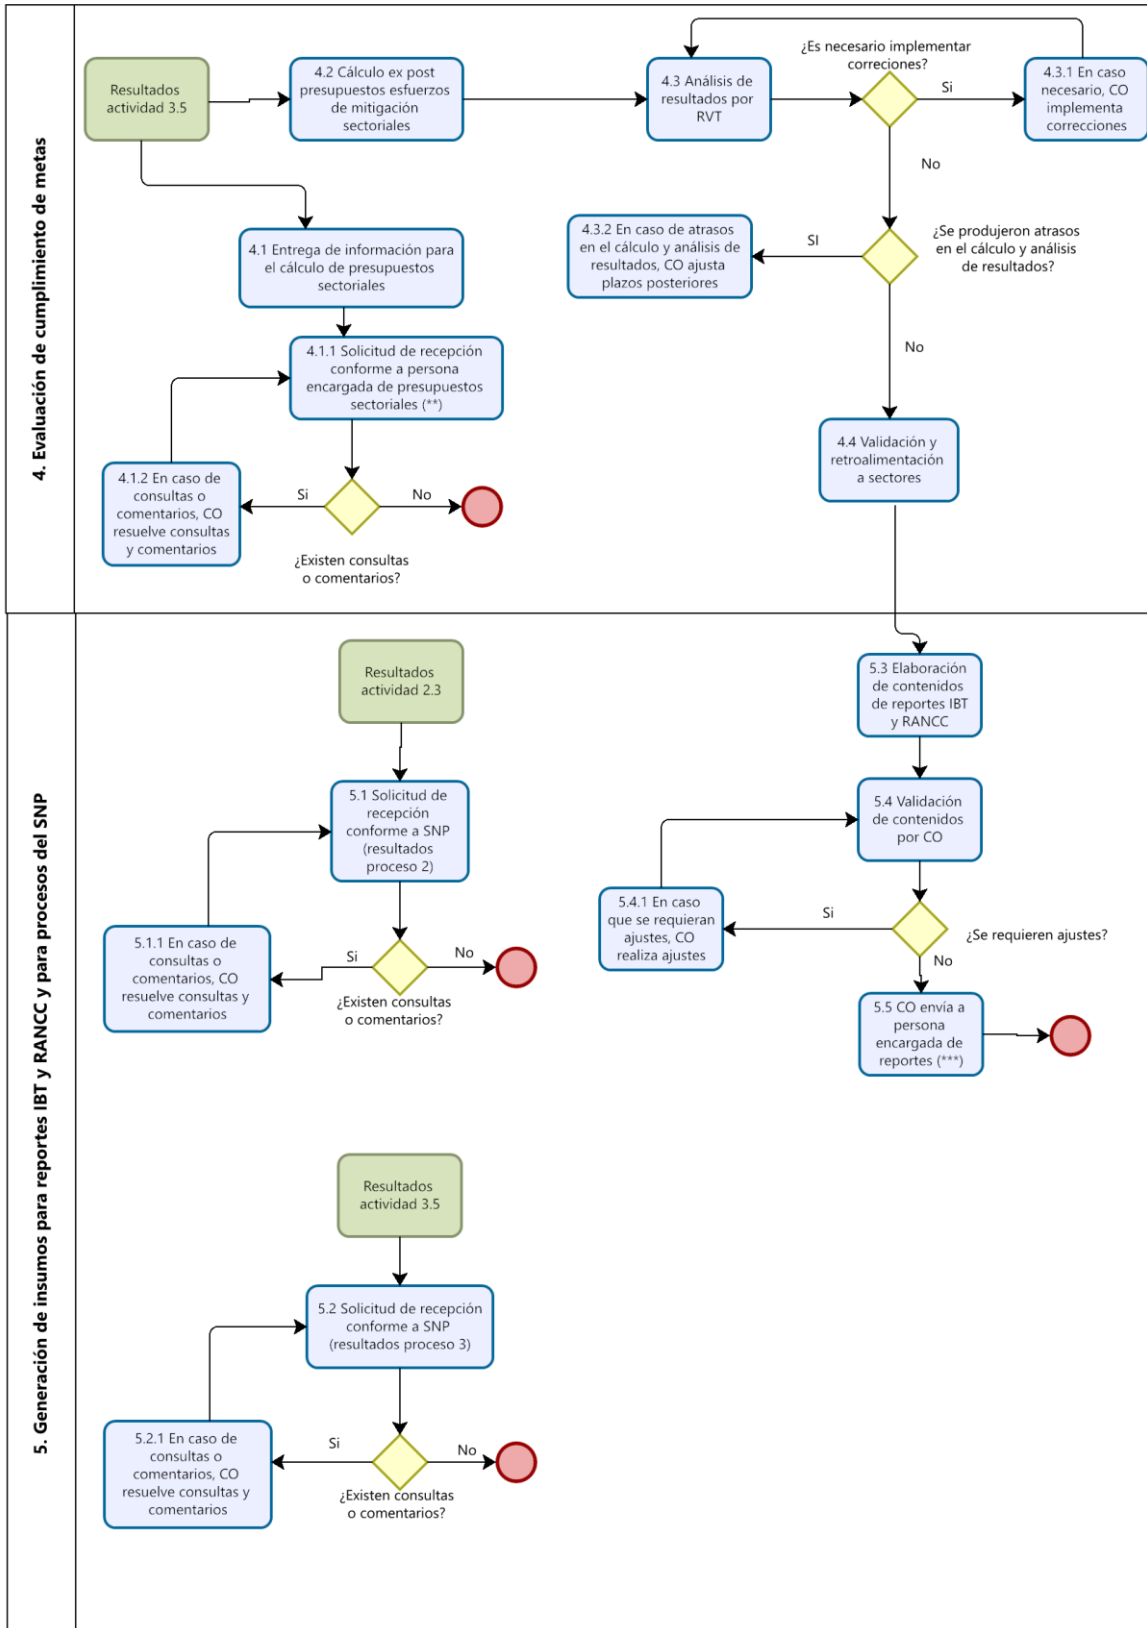 4. Evaluación de cumplimiento de metas
Resultados
actividad 3.5
4.2 Cálculo ex post
presupuestos esfuerzos
de mitigación
sectoriales
4.3 Análisis de
resultados por
RVT
¿Es necesario implementar
correciones?
Si
4.3.1 En caso
necesario, CO
implementa
correcciones
No
4.1 Entrega de información para
el cálculo de presupuestos
sectoriales
4.3.2 En caso de atrasos
en el cálculo y análisis de
resultados, CO ajusta
plazos posteriores
SI
¿Se produjeron atrasos
en el cálculo y análisis
de resultados?
No
4.1.1 Solicitud de recepción
conforme a persona
encargada de presupuestos
sectoriales (**)
4.4 Validación y
retroalimentación
a sectores
4.1.2 En caso de
consultas o
comentarios, CO
resuelve consultas
y comentarios
Si
No
¿Existen consultas
o comentarios?
5. Generación de insumos para reportes IBT y RANCC y para procesos del SNP
Resultados
actividad 2.3
5.3 Elaboración
de contenidos
de reportes IBT
y RANCC
5.1 Solicitud de
recepción
conforme a SNP
(resultados
proceso 2)
5.4 Validación
de contenidos
por CO
5.4.1 En caso
que se requieran
ajustes, CO
realiza ajustes
Si
¿Se requieren ajustes?
No
5.1.1 En caso de
consultas o
comentarios, CO
resuelve consultas y
comentarios
Si
No
¿Existen consultas
o comentarios?
5.5 CO envía a
persona
encargada de
reportes (***)
Resultados
actividad 3.5
5.2 Solicitud de recepción
conforme a SNP
(resultados proceso 3)
5.2.1 En caso de
consultas o
comentarios, CO
resuelve consultas y
comentarios
Si
No
¿Existen consultas
o comentarios?